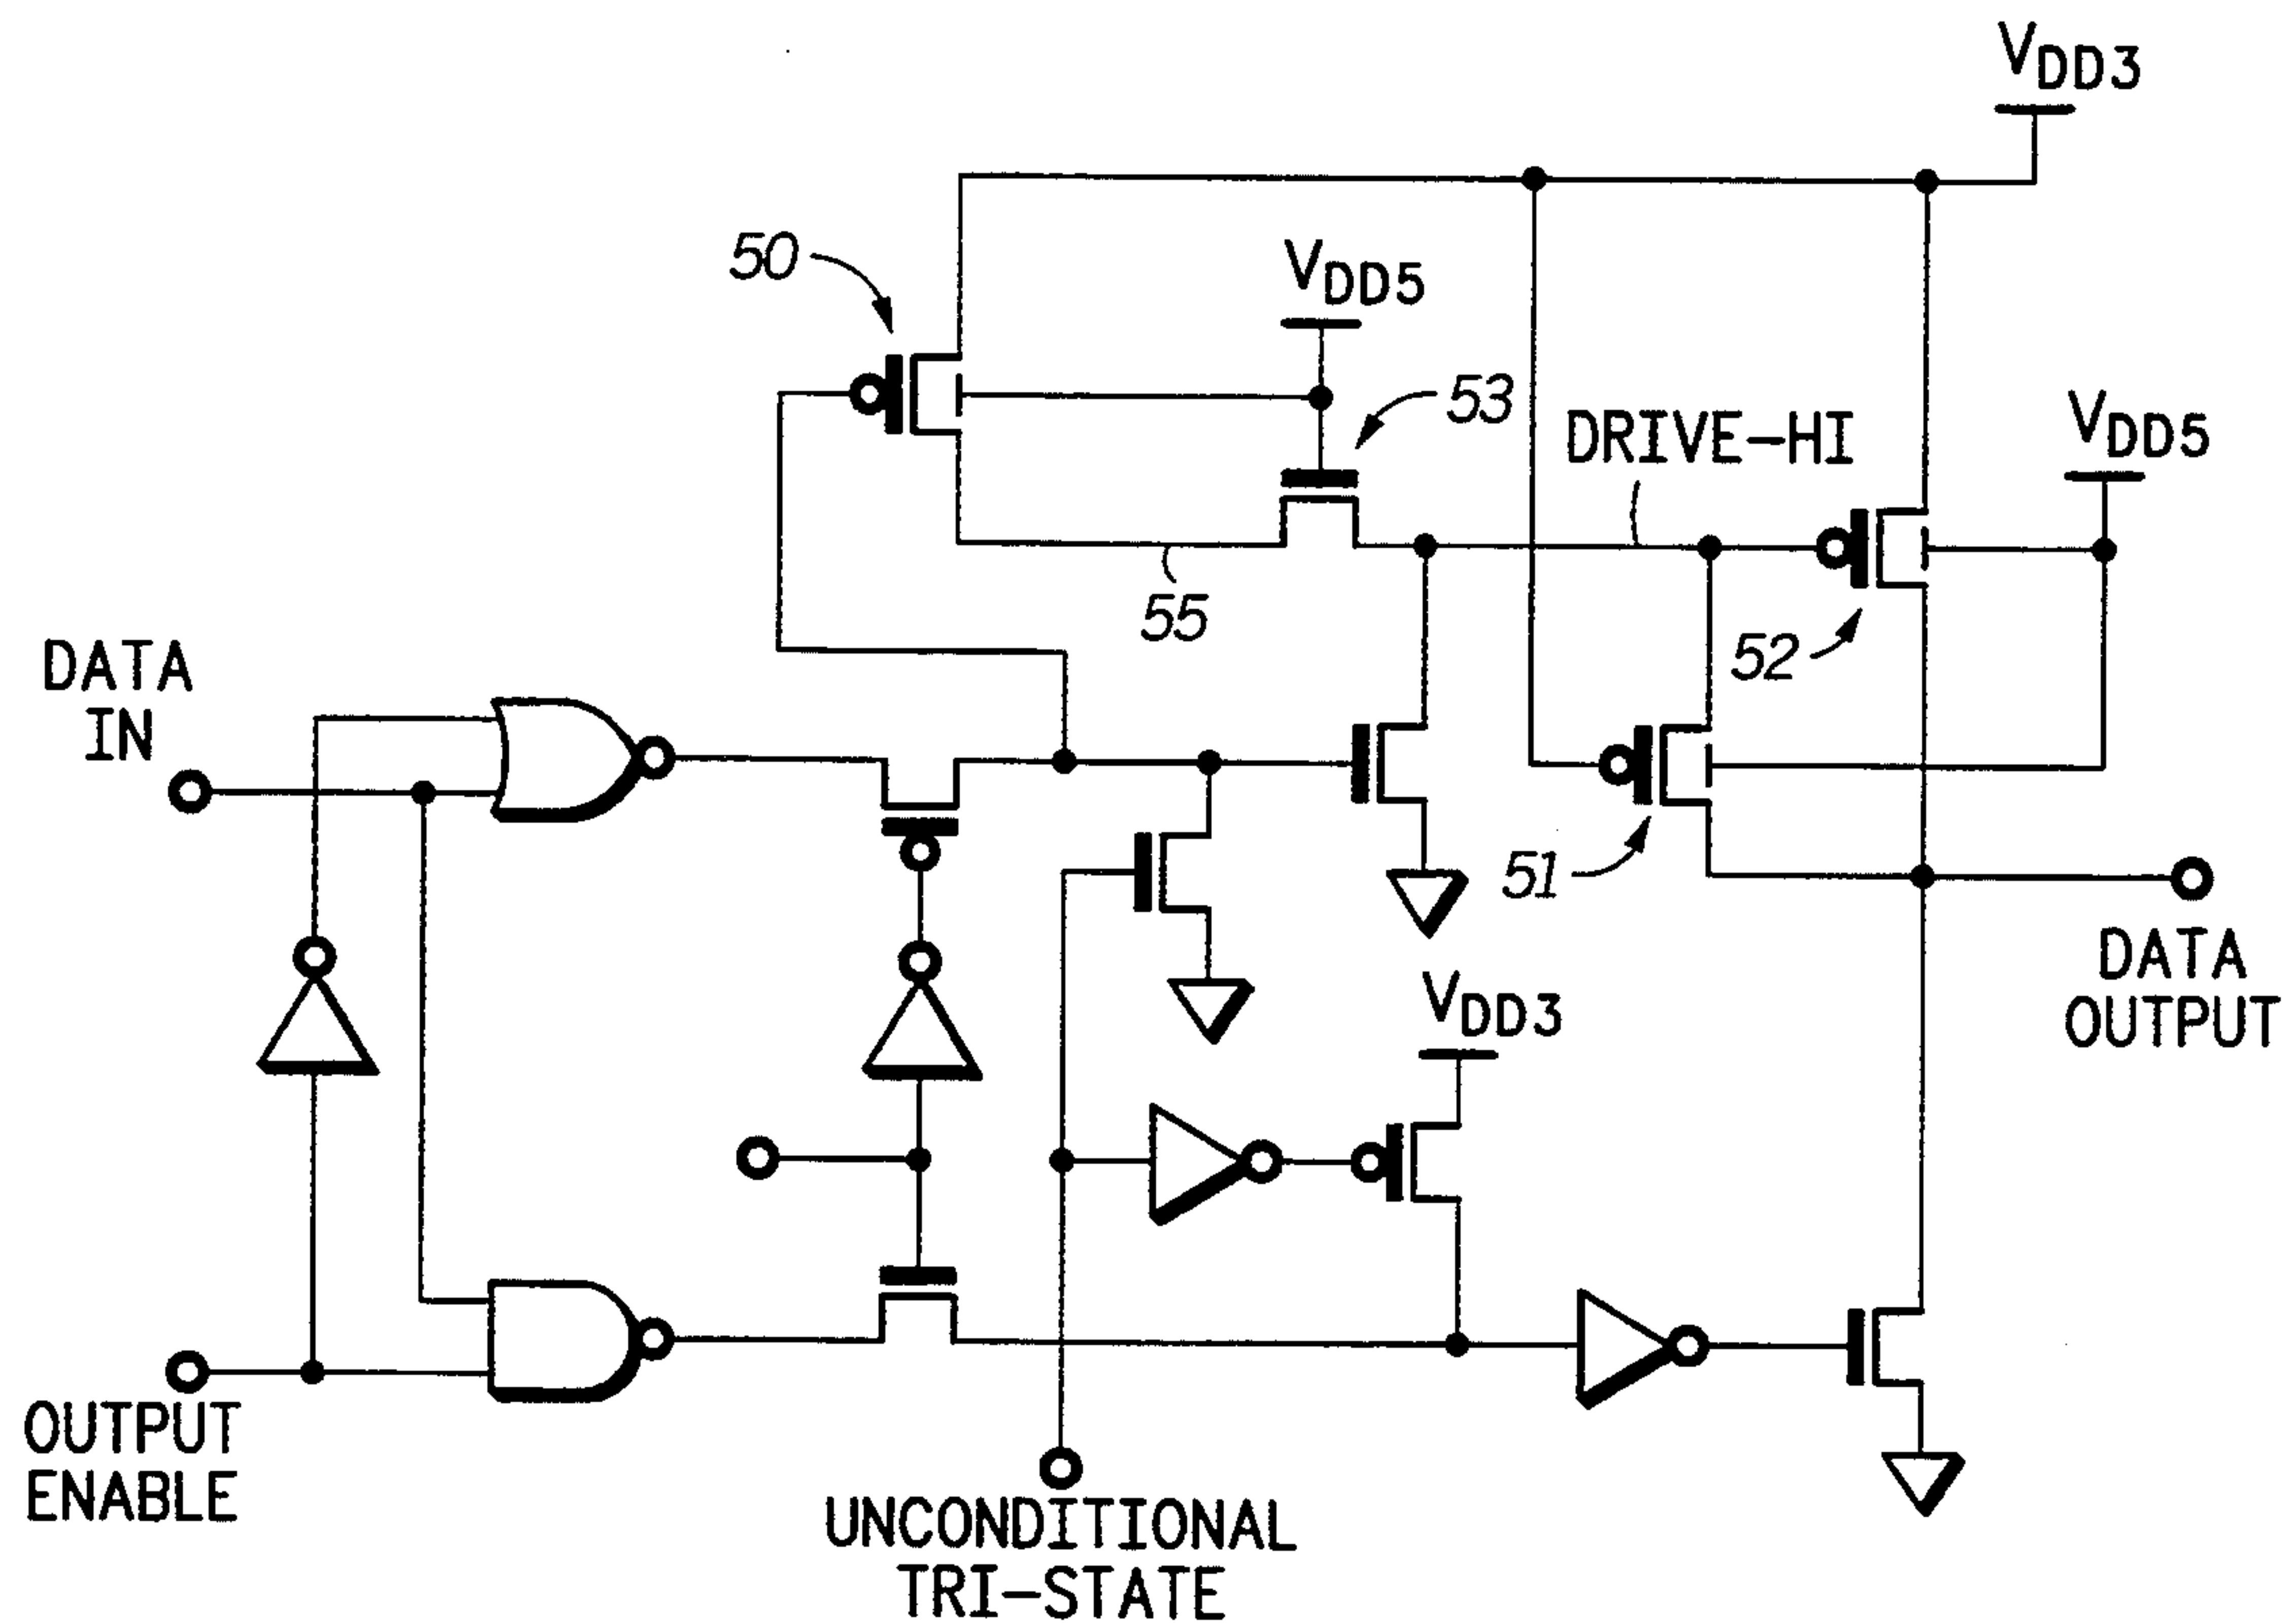 VDD3
50
VDD5
53
DRIVE-HI
VDD5
55
52
DATA
IN
51
DATA
OUTPUT
VDD3
OUTPUT
ENABLE
UNCONDITIONAL
TRI-STATE